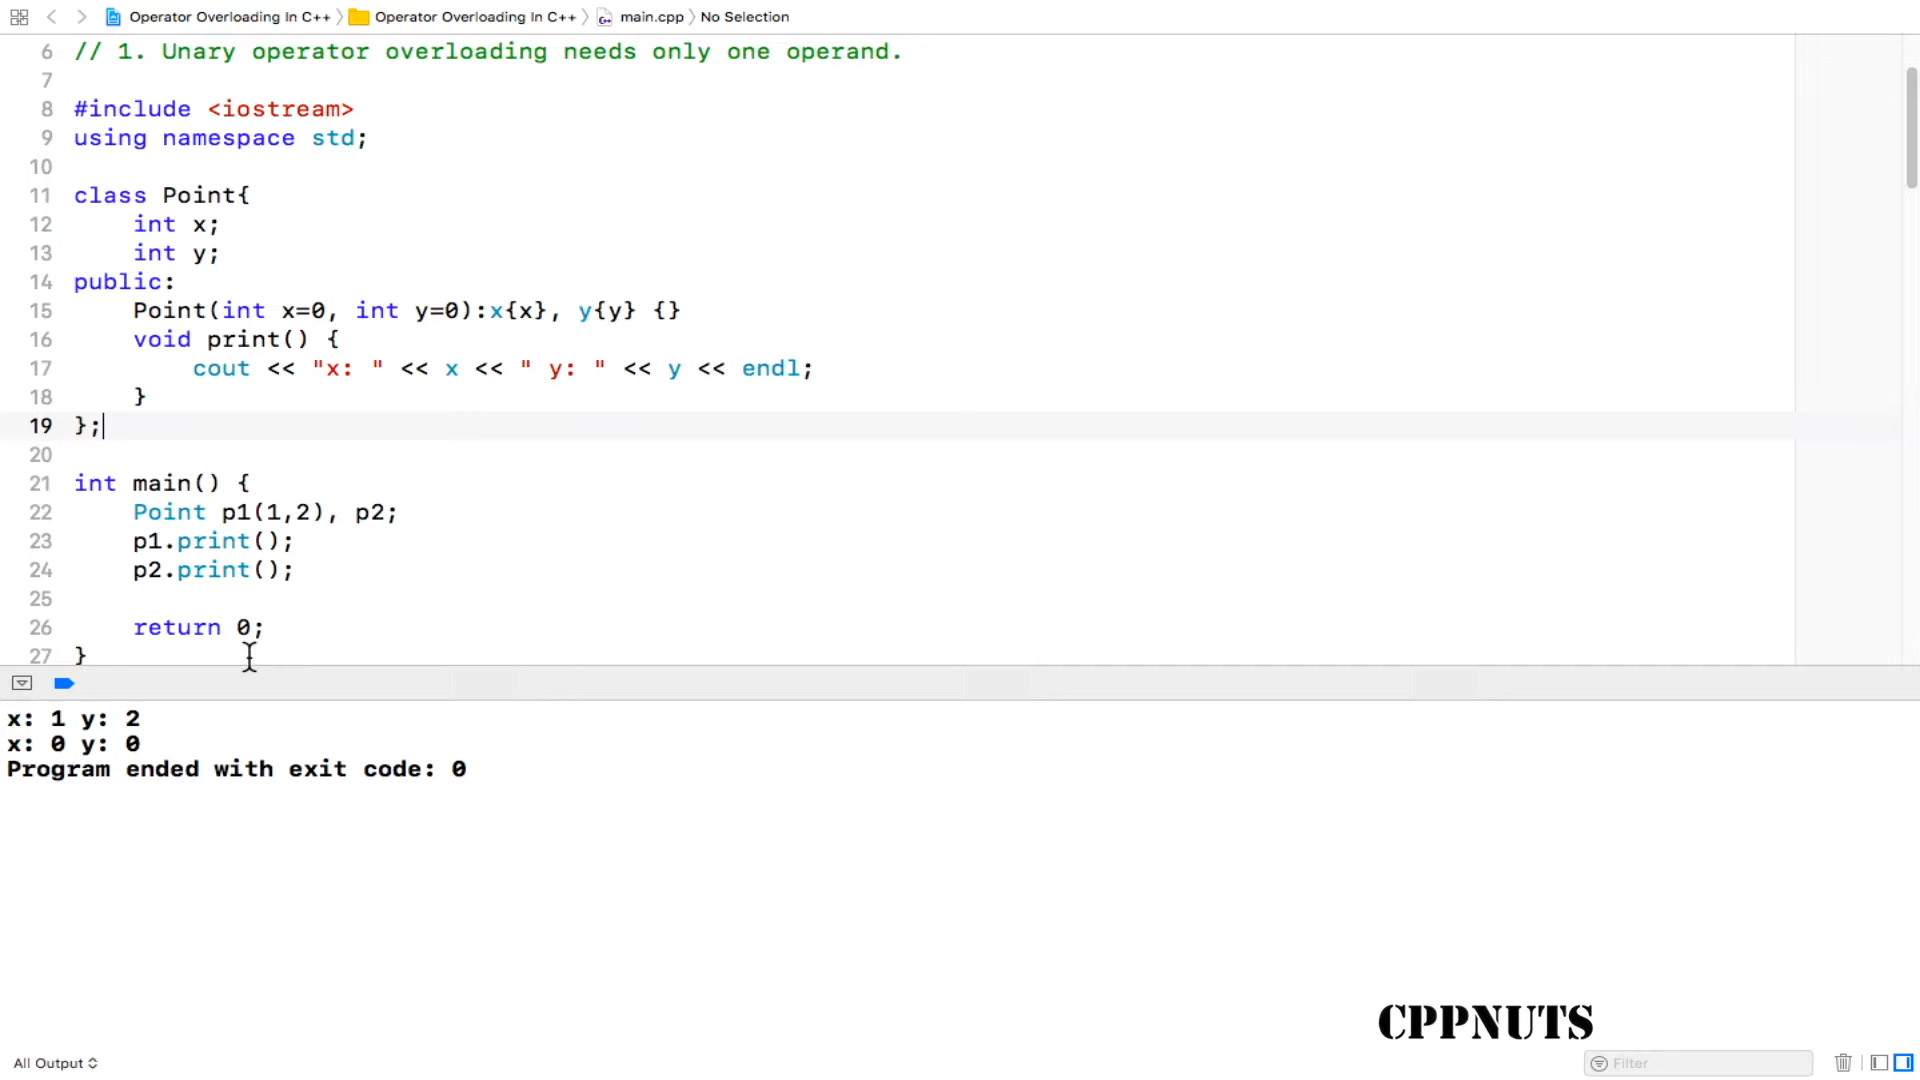 Operator Overloading In C++ Operator Overloading In C++ main.cpp No Selection
6 // 1. Unary operator overloading needs only one operand.
7
8 #include <iostream>
9 using namespace std;
10
11 class Point{
12     int x;
13     int y;
14 public:
15     Point(int x=0, int y=0):x{x}, y{y} {}
16     void print() {
17         cout << "x: " << x << " y: " << y << endl;
18     }
19 };
20
21 int main() {
22     Point p1(1,2), p2;
23     p1.print();
24     p2.print();
25
26     return 0;
27 }
x: 1 y: 2
x: 0 y: 0
Program ended with exit code: 0
CPPNUTS
All Output Filter